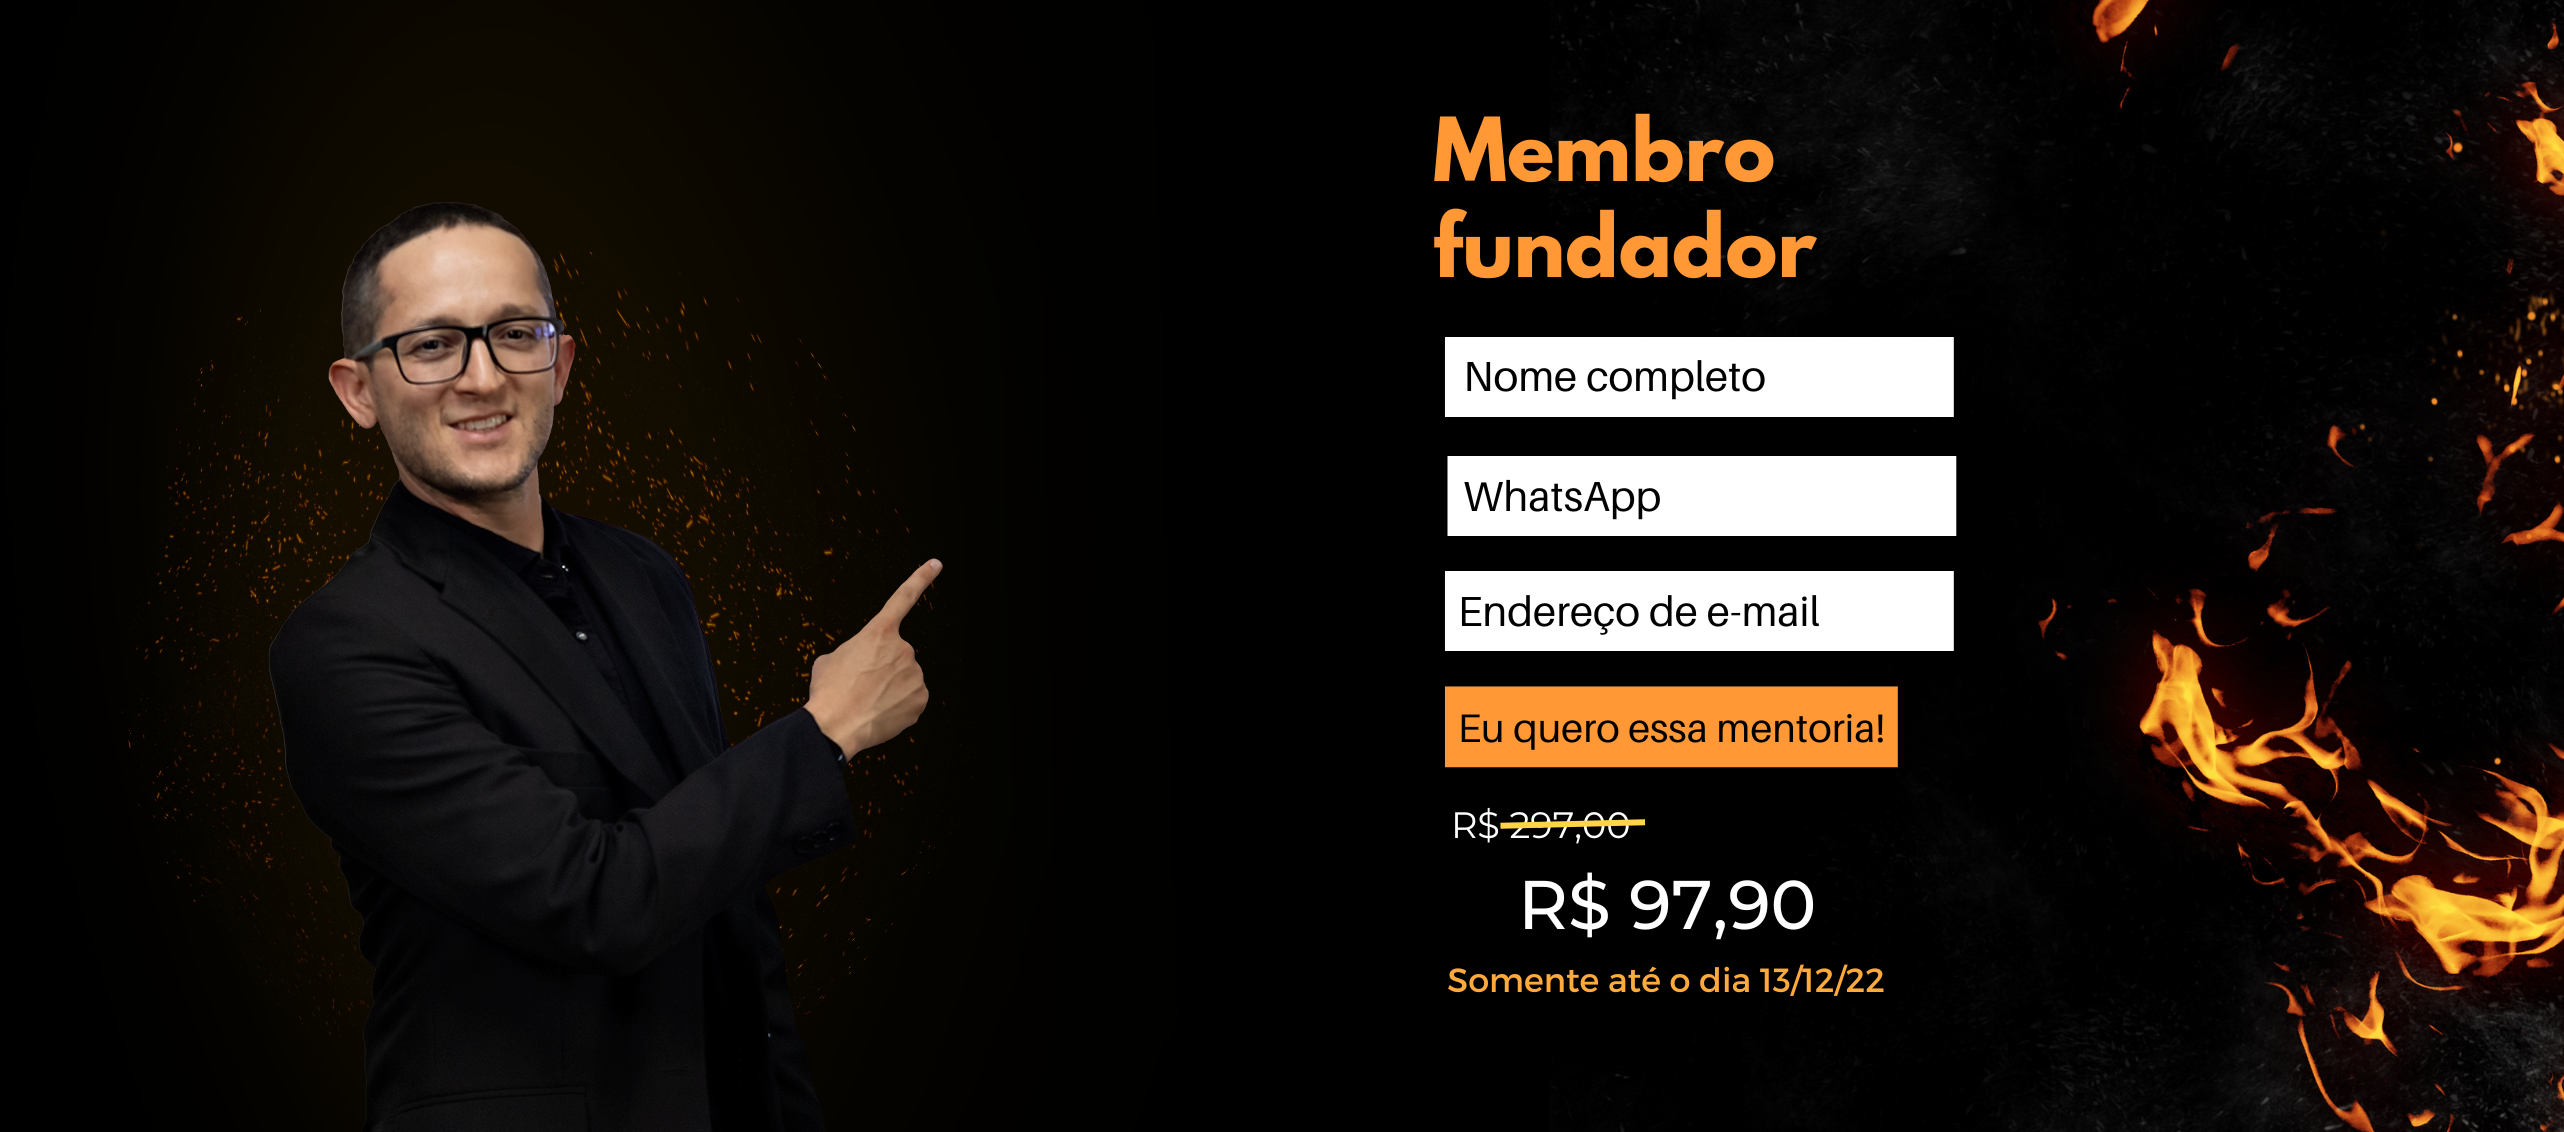 Membro
fundador
Nome completo
WhatsApp
Endereço de e-mail
Eu quero essa mentoria!
R$ 297,00
R$ 97,90
Somente até o dia 13/12/22